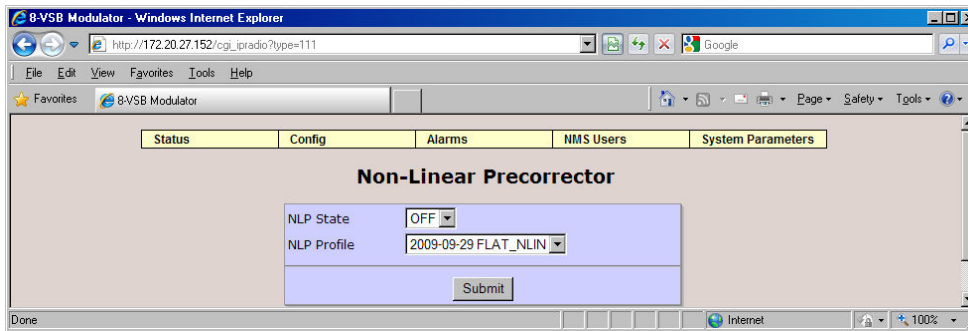 8-VSB Modulator - Windows Internet Explorer
http://172.20.27.152/cgi_ipradio?type=111
Google
File Edit View Favorites Tools Help
Favorites 8-VSB Modulator Page Safety Tools
Status Config Alarms NMS Users System Parameters
Non-Linear Precorrector
NLP State OFF
NLP Profile 2009-09-29 FLAT_NLIN
Submit
Done Internet 100%